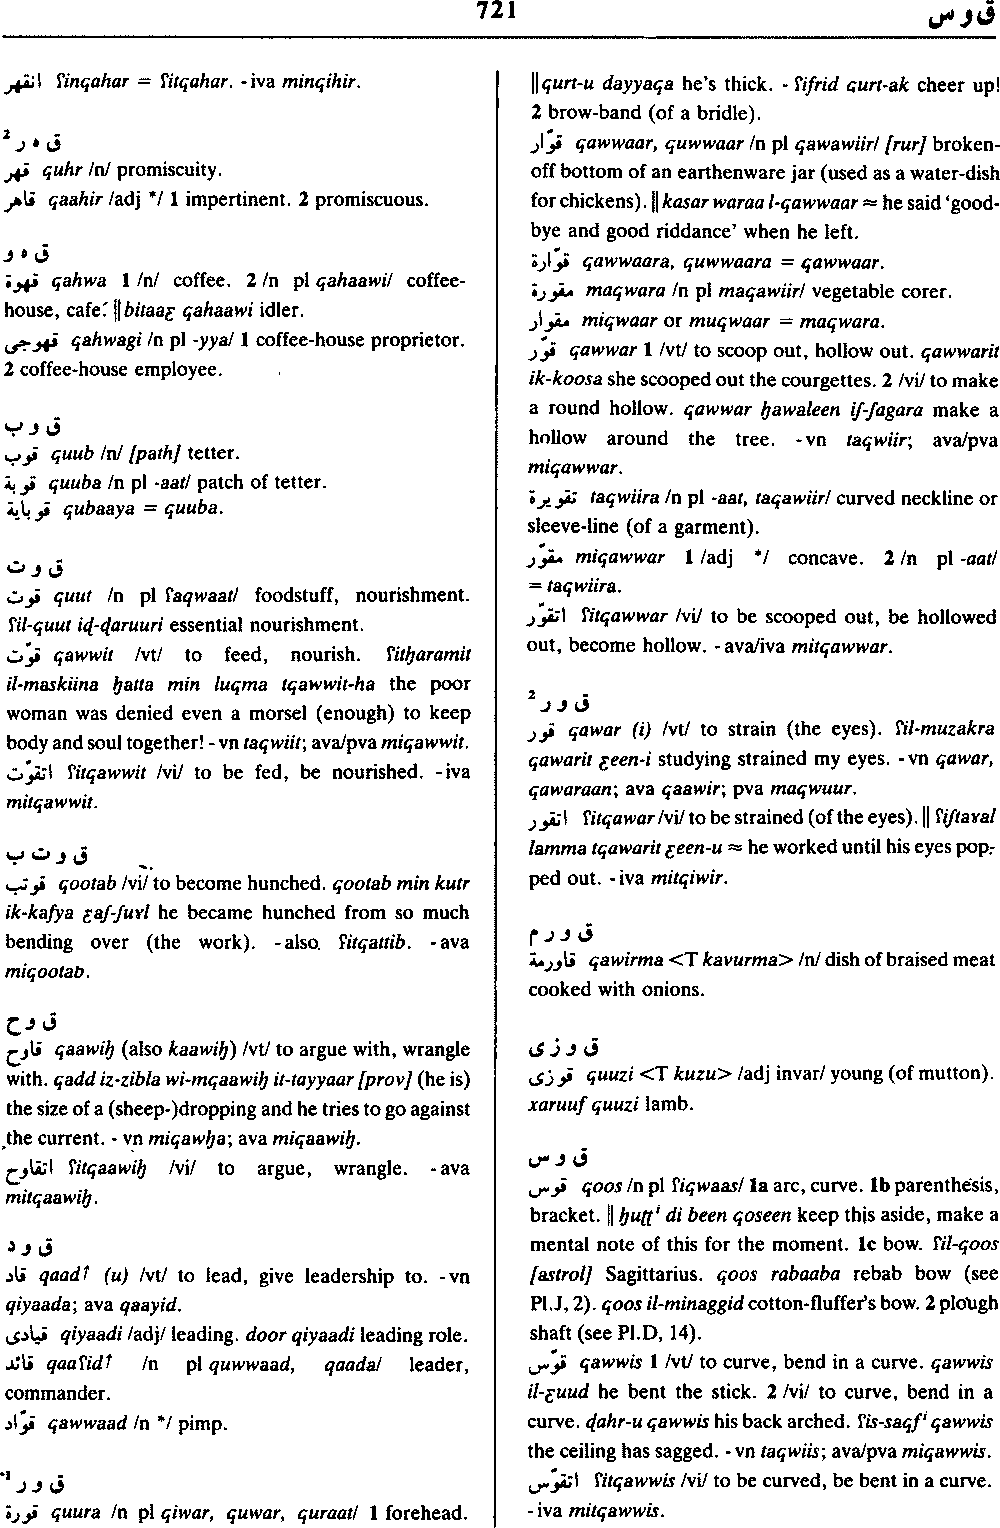 721
ق و س
انقهر ʕinqahar = ʕitqahar. -iva minqihir.
ق ه ر ²
قهر quhr /n/ promiscuity.
قاهر qaahir /adj */ 1 impertinent. 2 promiscuous.
ق ه و
قهوة qahwa 1 /n/ coffee. 2 /n pl qahaawi/ coffee-
house, cafe. ‖ bitaaƹ qahaawi idler.
قهوجى qahwagi /n pl -yya/ 1 coffee-house proprietor.
2 coffee-house employee.
ق و ب
قوب quub /n/ [path] tetter.
قوبة quuba /n pl -aat/ patch of tetter.
قوباية qubaaya = quuba.
ق و ت
قوت quut /n pl ʕaqwaat/ foodstuff, nourishment.
ʕil-quut iḍ-ḍaruuri essential nourishment.
قوّت qawwit /vt/ to feed, nourish. ʕitḥaramit
il-maskiina ḥatta min luqma tqawwit-ha the poor
woman was denied even a morsel (enough) to keep
body and soul together! - vn taqwiit; ava/pva miqawwit.
اتقوّت ʕitqawwit /vi/ to be fed, be nourished. -iva
mitqawwit.
ق و ت ب
قوتب qootab /vi/ to become hunched. qootab min kutr
ik-kafya ƹaʃ-ʃuɣl he became hunched from so much
bending over (the work). -also. ʕitqattib. -ava
miqootab.
ق و ح
قاوح qaawiḥ (also kaawiḥ) /vt/ to argue with, wrangle
with. qadd iz-zibla wi-mqaawiḥ it-tayyaar [prov] (he is)
the size of a (sheep-)dropping and he tries to go against
the current. - vn miqawḥa; ava miqaawiḥ.
اتقاوح ʕitqaawiḥ /vi/ to argue, wrangle. -ava
mitqaawiḥ.
ق و د
قاد qaad↑ (u) /vt/ to lead, give leadership to. -vn
qiyaada; ava qaayid.
قيادى qiyaadi /adj/ leading. door qiyaadi leading role.
قائد qaaʕid↑ /n pl quwwaad, qaada/ leader,
commander.
قوّاد qawwaad /n */ pimp.
ق و ر ¹
قورة quura /n pl qiwar, quwar, quraat/ 1 forehead.
‖ qurt-u dayyaqa he's thick. - ʕifrid qurt-ak cheer up!
2 brow-band (of a bridle).
قوّار qawwaar, quwwaar /n pl qawawiir/ [rur] broken-
off bottom of an earthenware jar (used as a water-dish
for chickens). ‖ kasar waraa l-qawwaar ≈ he said 'good-
bye and good riddance' when he left.
قوّارة qawwaara, quwwaara = qawwaar.
مقورة maqwara /n pl maqawiir/ vegetable corer.
مقوار miqwaar or muqwaar = maqwara.
قوّر qawwar 1 /vt/ to scoop out, hollow out. qawwarit
ik-koosa she scooped out the courgettes. 2 /vi/ to make
a round hollow. qawwar ḥawaleen iʃ-ʃagara make a
hollow around the tree. -vn taqwiir; ava/pva
miqawwar.
تقويرة taqwiira /n pl -aat, taqawiir/ curved neckline or
sleeve-line (of a garment).
مقوّر miqawwar 1 /adj */ concave. 2 /n pl -aat/
= taqwiira.
اتقوّر ʕitqawwar /vi/ to be scooped out, be hollowed
out, become hollow. -ava/iva mitqawwar.
ق و ر ²
قور qawar (i) /vt/ to strain (the eyes). ʕil-muzakra
qawarit ƹeen-i studying strained my eyes. -vn qawar,
qawaraan; ava qaawir; pva maqwuur.
اتقور ʕitqawar /vi/ to be strained (of the eyes). ‖ ʕiʃtaɣal
lamma tqawarit ƹeen-u ≈ he worked until his eyes pop-
ped out. -iva mitqiwir.
ق و ر م
قاورمة qawirma <T kavurma> /n/ dish of braised meat
cooked with onions.
ق و ز ى
قوزى quuzi <T kuzu> /adj invar/ young (of mutton).
xaruuf quuzi lamb.
ق و س
قوس qoos /n pl ʕiqwaas/ 1a arc, curve. 1b parenthesis,
bracket. ‖ ḥuṭṭⁱ di been qoseen keep this aside, make a
mental note of this for the moment. 1c bow. ʕil-qoos
[astrol] Sagittarius. qoos rabaaba rebab bow (see
Pl.J, 2). qoos il-minaggid cotton-fluffer's bow. 2 plough
shaft (see Pl.D, 14).
قوّس qawwis 1 /vt/ to curve, bend in a curve. qawwis
il-ƹuud he bent the stick. 2 /vi/ to curve, bend in a
curve. ḍahr-u qawwis his back arched. ʕis-saqfⁱ qawwis
the ceiling has sagged. - vn taqwiis; ava/pva miqawwis.
اتقوّس ʕitqawwis /vi/ to be curved, be bent in a curve.
-iva mitqawwis.